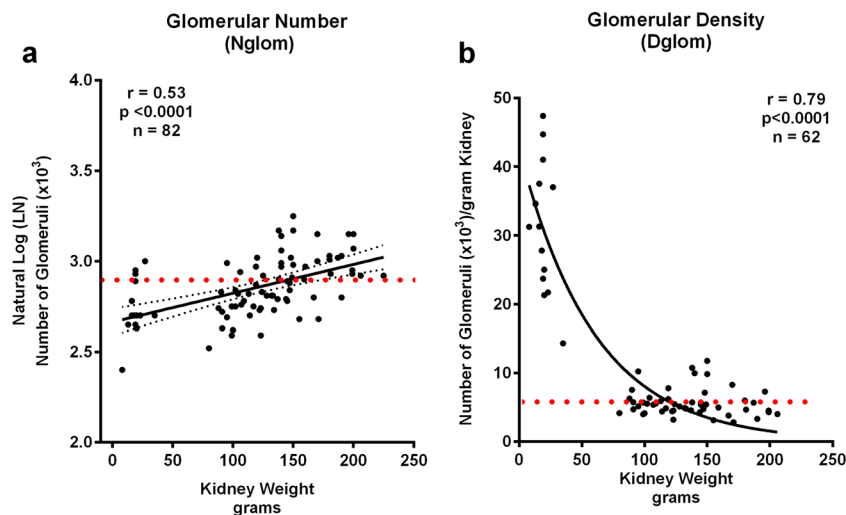 Glomerular Number
(Nglom)
a
r = 0.53
p <0.0001
n = 82
Natural Log (LN)
Number of Glomeruli (x10³)
4.0
3.5
3.0
2.5
2.0
0
50
100
150
200
250
Kidney Weight
grams
Glomerular Density
(Dglom)
b
r = 0.79
p<0.0001
n = 62
Number of Glomeruli (x10³)/gram Kidney
50
40
30
20
10
0
0
50
100
150
200
250
Kidney Weight
grams